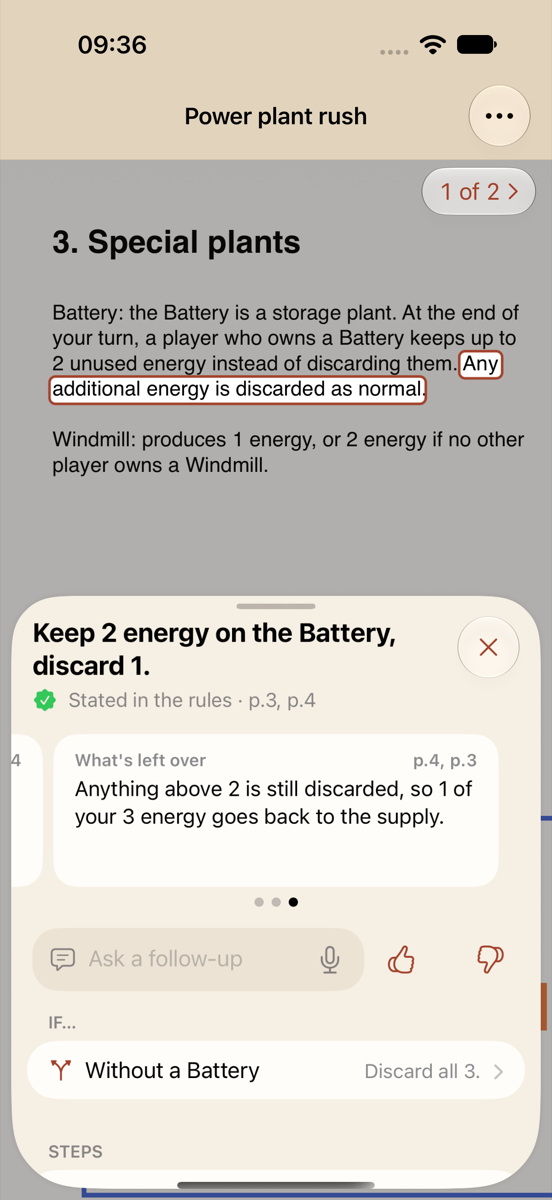 09:36
Power plant rush
1 of 2
3. Special plants
Battery: the Battery is a storage plant. At the end of
your turn, a player who owns a Battery keeps up to
2 unused energy instead of discarding them. Any
additional energy is discarded as normal.
Windmill: produces 1 energy, or 2 energy if no other
player owns a Windmill.
Keep 2 energy on the Battery,
discard 1.
Stated in the rules · p.3, p.4
4
What's left over p.4, p.3
Anything above 2 is still discarded, so 1 of
your 3 energy goes back to the supply.
Ask a follow-up
IF...
Without a Battery Discard all 3.
STEPS